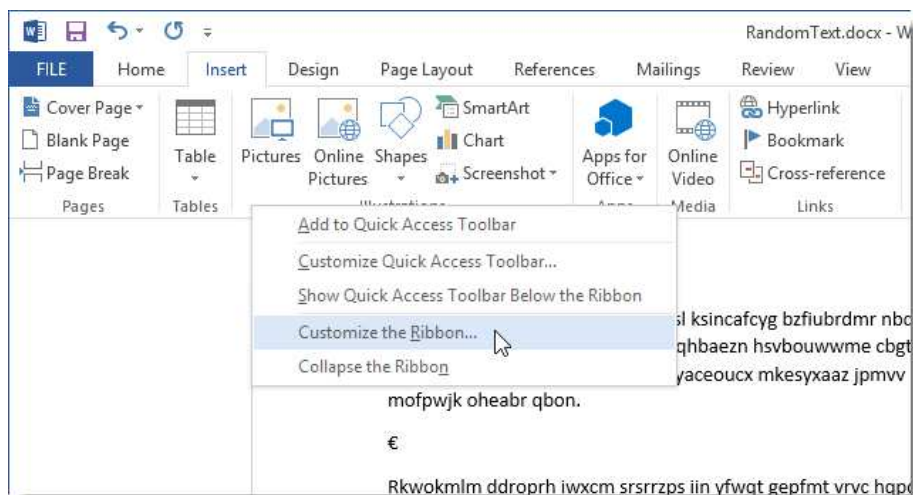 RandomText.docx - W
FILE Home Insert Design Page Layout References Mailings Review View
Cover Page
Blank Page
Page Break
Pages
Table
Tables
Pictures
Online
Pictures
Shapes
SmartArt
Chart
Screenshot
Apps for
Office
Online
Video
Media
Hyperlink
Bookmark
Cross-reference
Links
Add to Quick Access Toolbar
Customize Quick Access Toolbar...
Show Quick Access Toolbar Below the Ribbon
Customize the Ribbon...
Collapse the Ribbon
sl ksincafcyg bzfiubrdmr nbd
qhbaezn hsvbouwwme cbgt
yaceoucx mkesyxaaz jpmvv
mofpwjk oheabr qbon.
€
Rkwokmlm ddroprh iwxcm srsrrzps iin yfwqt gepfmt vrvc hqpd